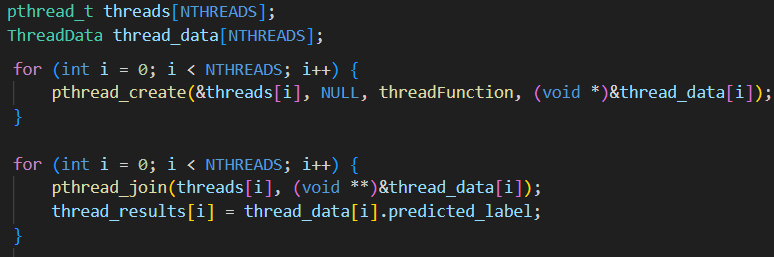 pthread_t threads[NTHREADS];
ThreadData thread_data[NTHREADS];
for (int i = 0; i < NTHREADS; i++) {
    pthread_create(&threads[i], NULL, threadFunction, (void *)&thread_data[i]);
}
for (int i = 0; i < NTHREADS; i++) {
    pthread_join(threads[i], (void **)&thread_data[i]);
    thread_results[i] = thread_data[i].predicted_label;
}